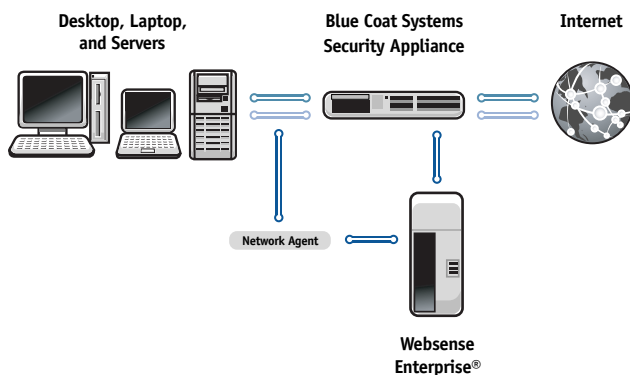 Desktop, Laptop,
and Servers
Blue Coat Systems
Security Appliance
Internet
Network Agent
Websense
Enterprise®